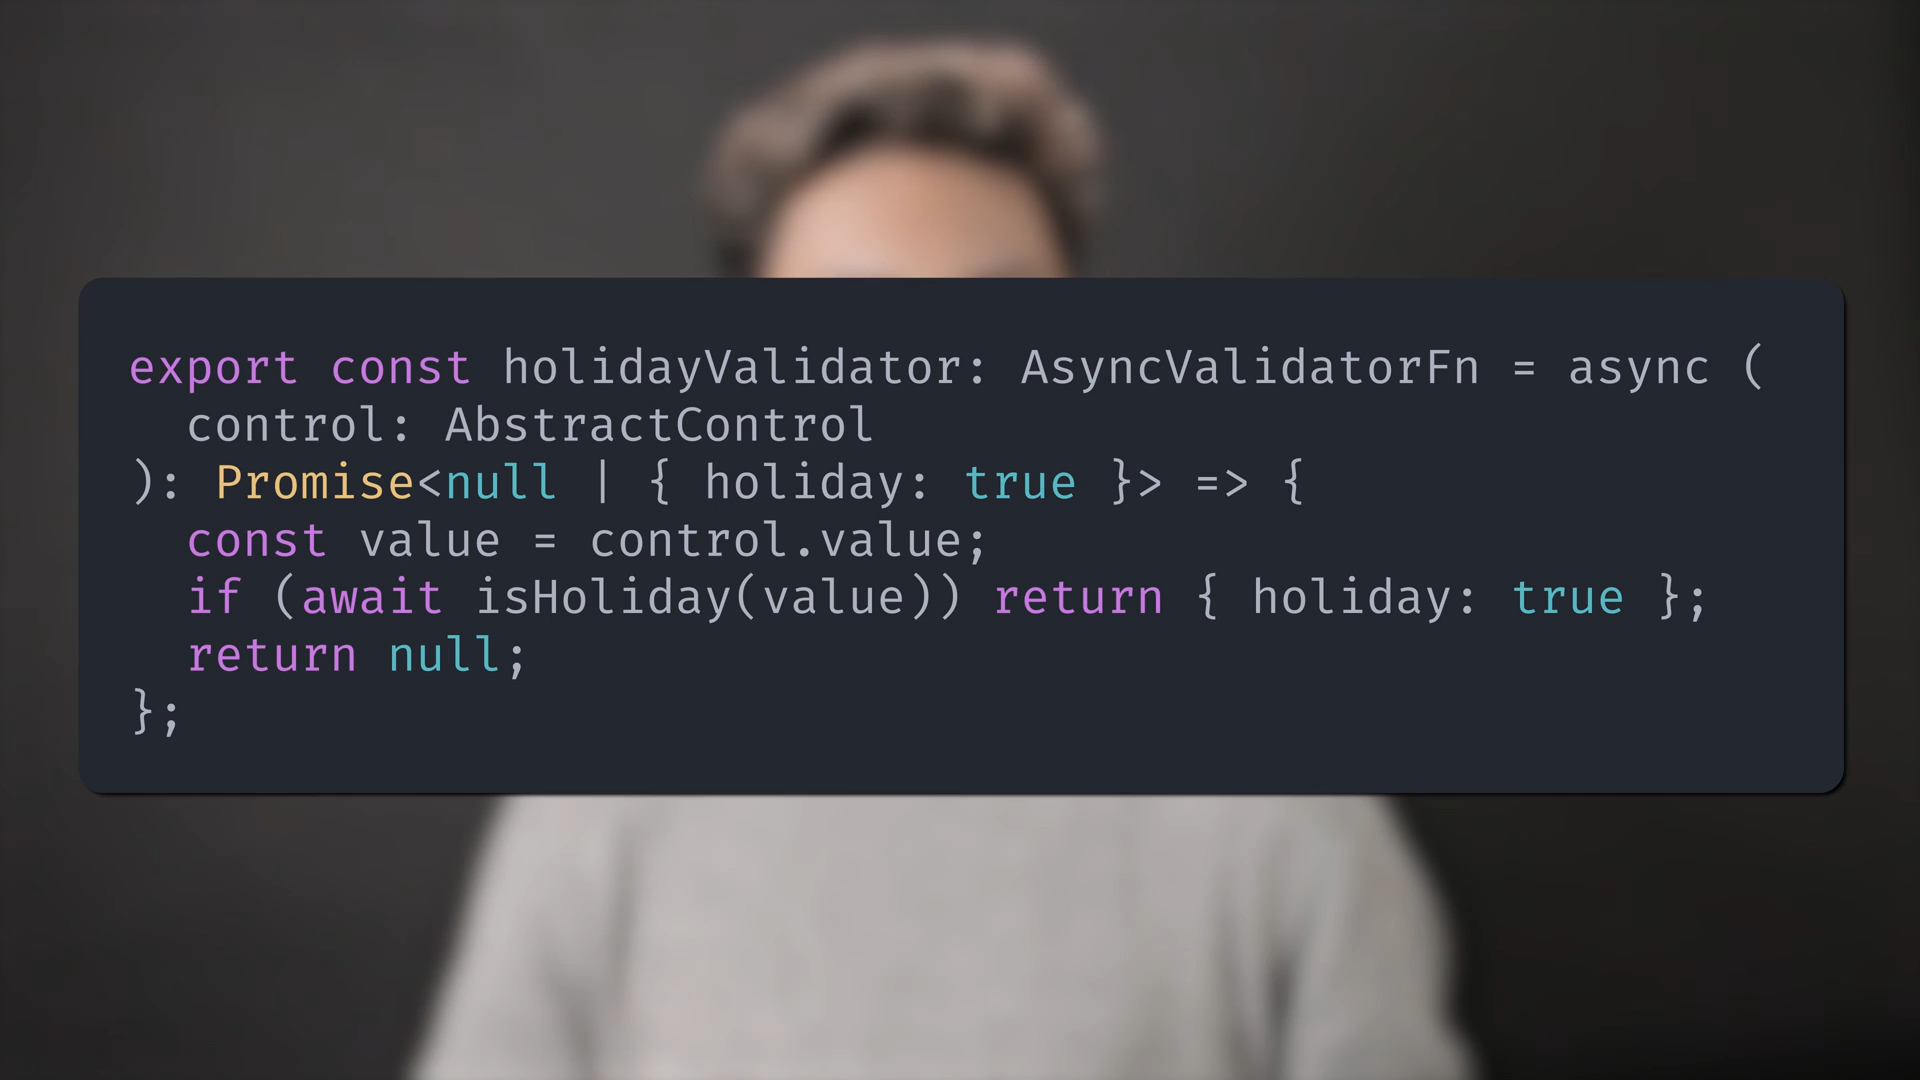 export const holidayValidator: AsyncValidatorFn = async (
  control: AbstractControl
): Promise<null | { holiday: true }> => {
  const value = control.value;
  if (await isHoliday(value)) return { holiday: true };
  return null;
};